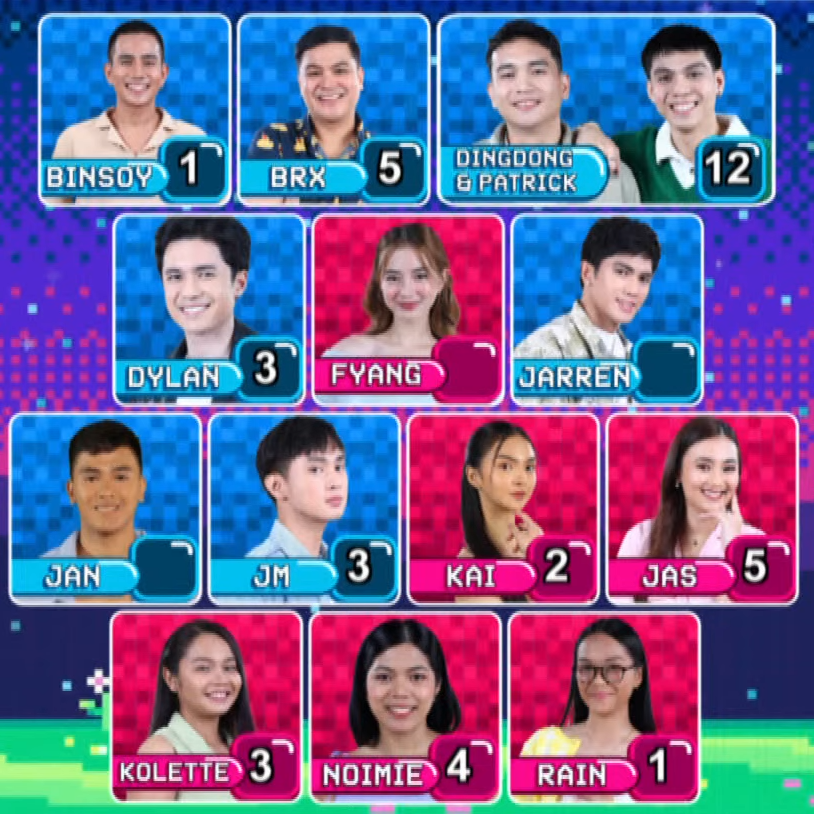 BINSOY 1
BRX 5
DINGDONG
& PATRICK 12
DYLAN 3
FYANG
JARREN
JAN
JM 3
KAI 2
JAS 5
KOLETTE 3
NOIMIE 4
RAIN 1